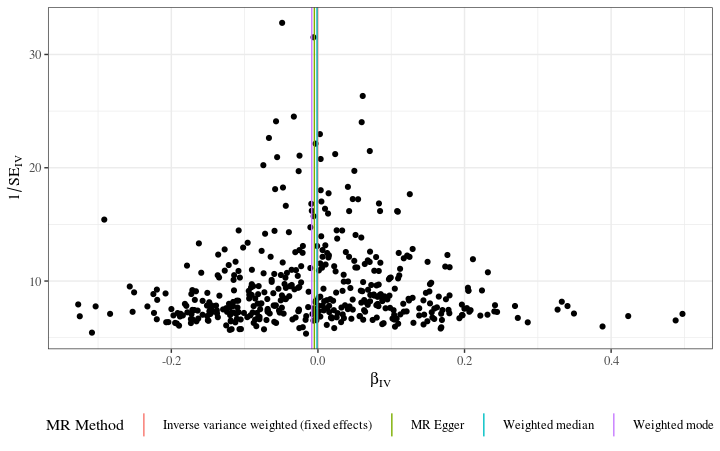 30
20
10
1/SE_IV
-0.2
0.0
0.2
0.4
β_IV
MR Method
Inverse variance weighted (fixed effects)
MR Egger
Weighted median
Weighted mode